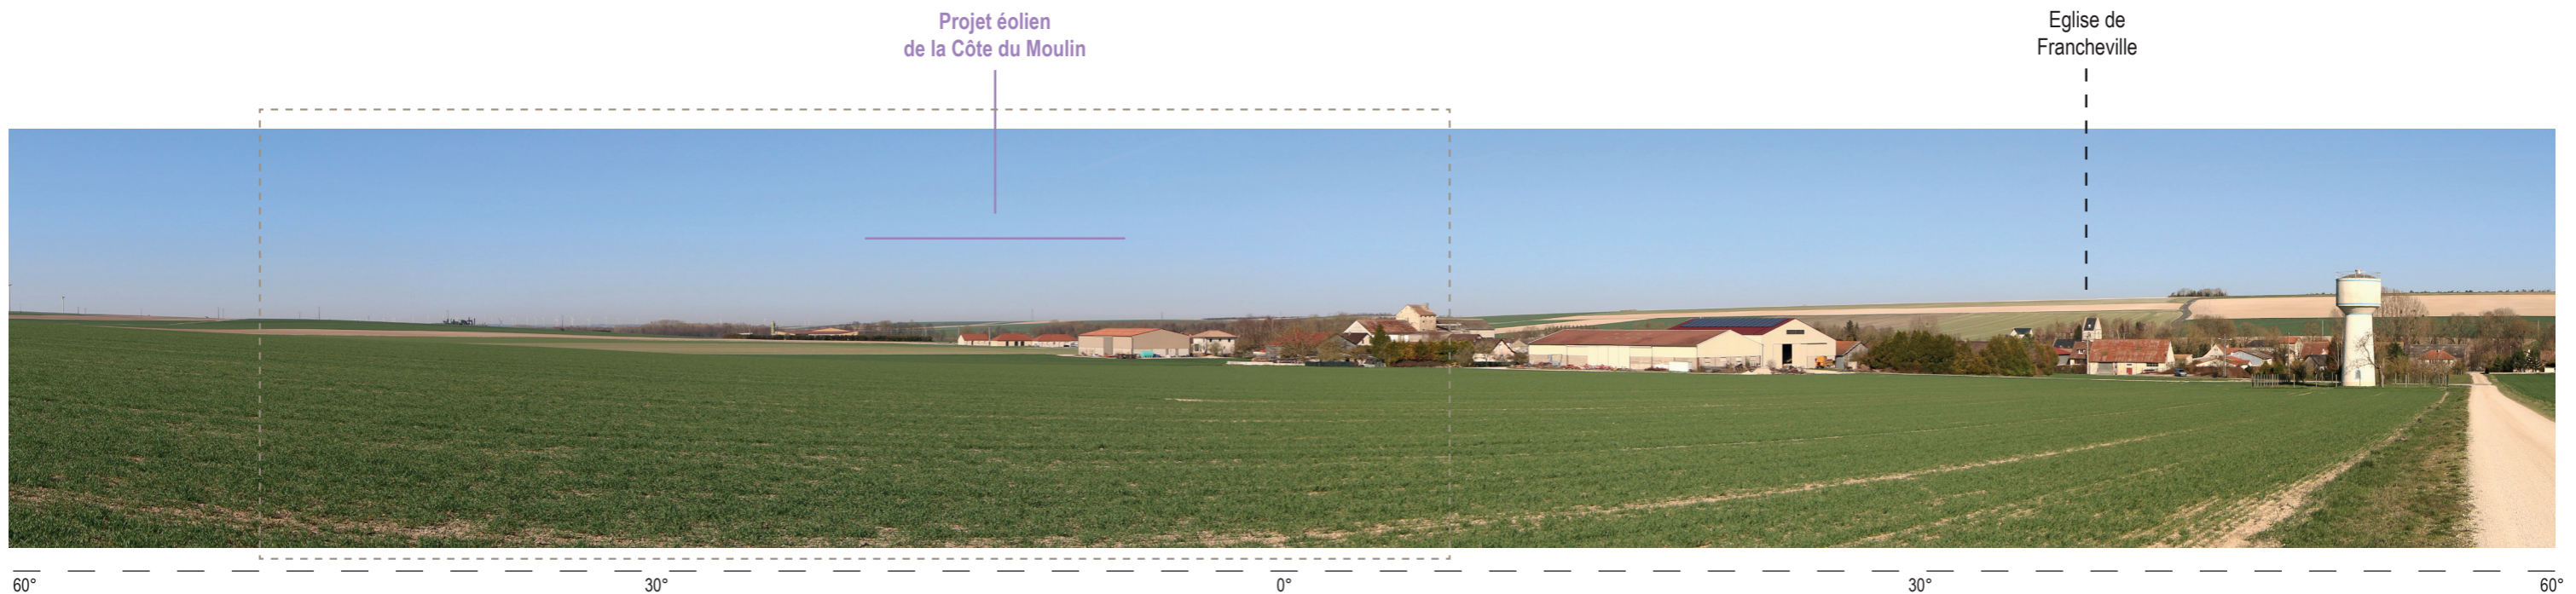 Projet éolien
de la Côte du Moulin
Eglise de
Francheville
60°
30°
0°
30°
60°